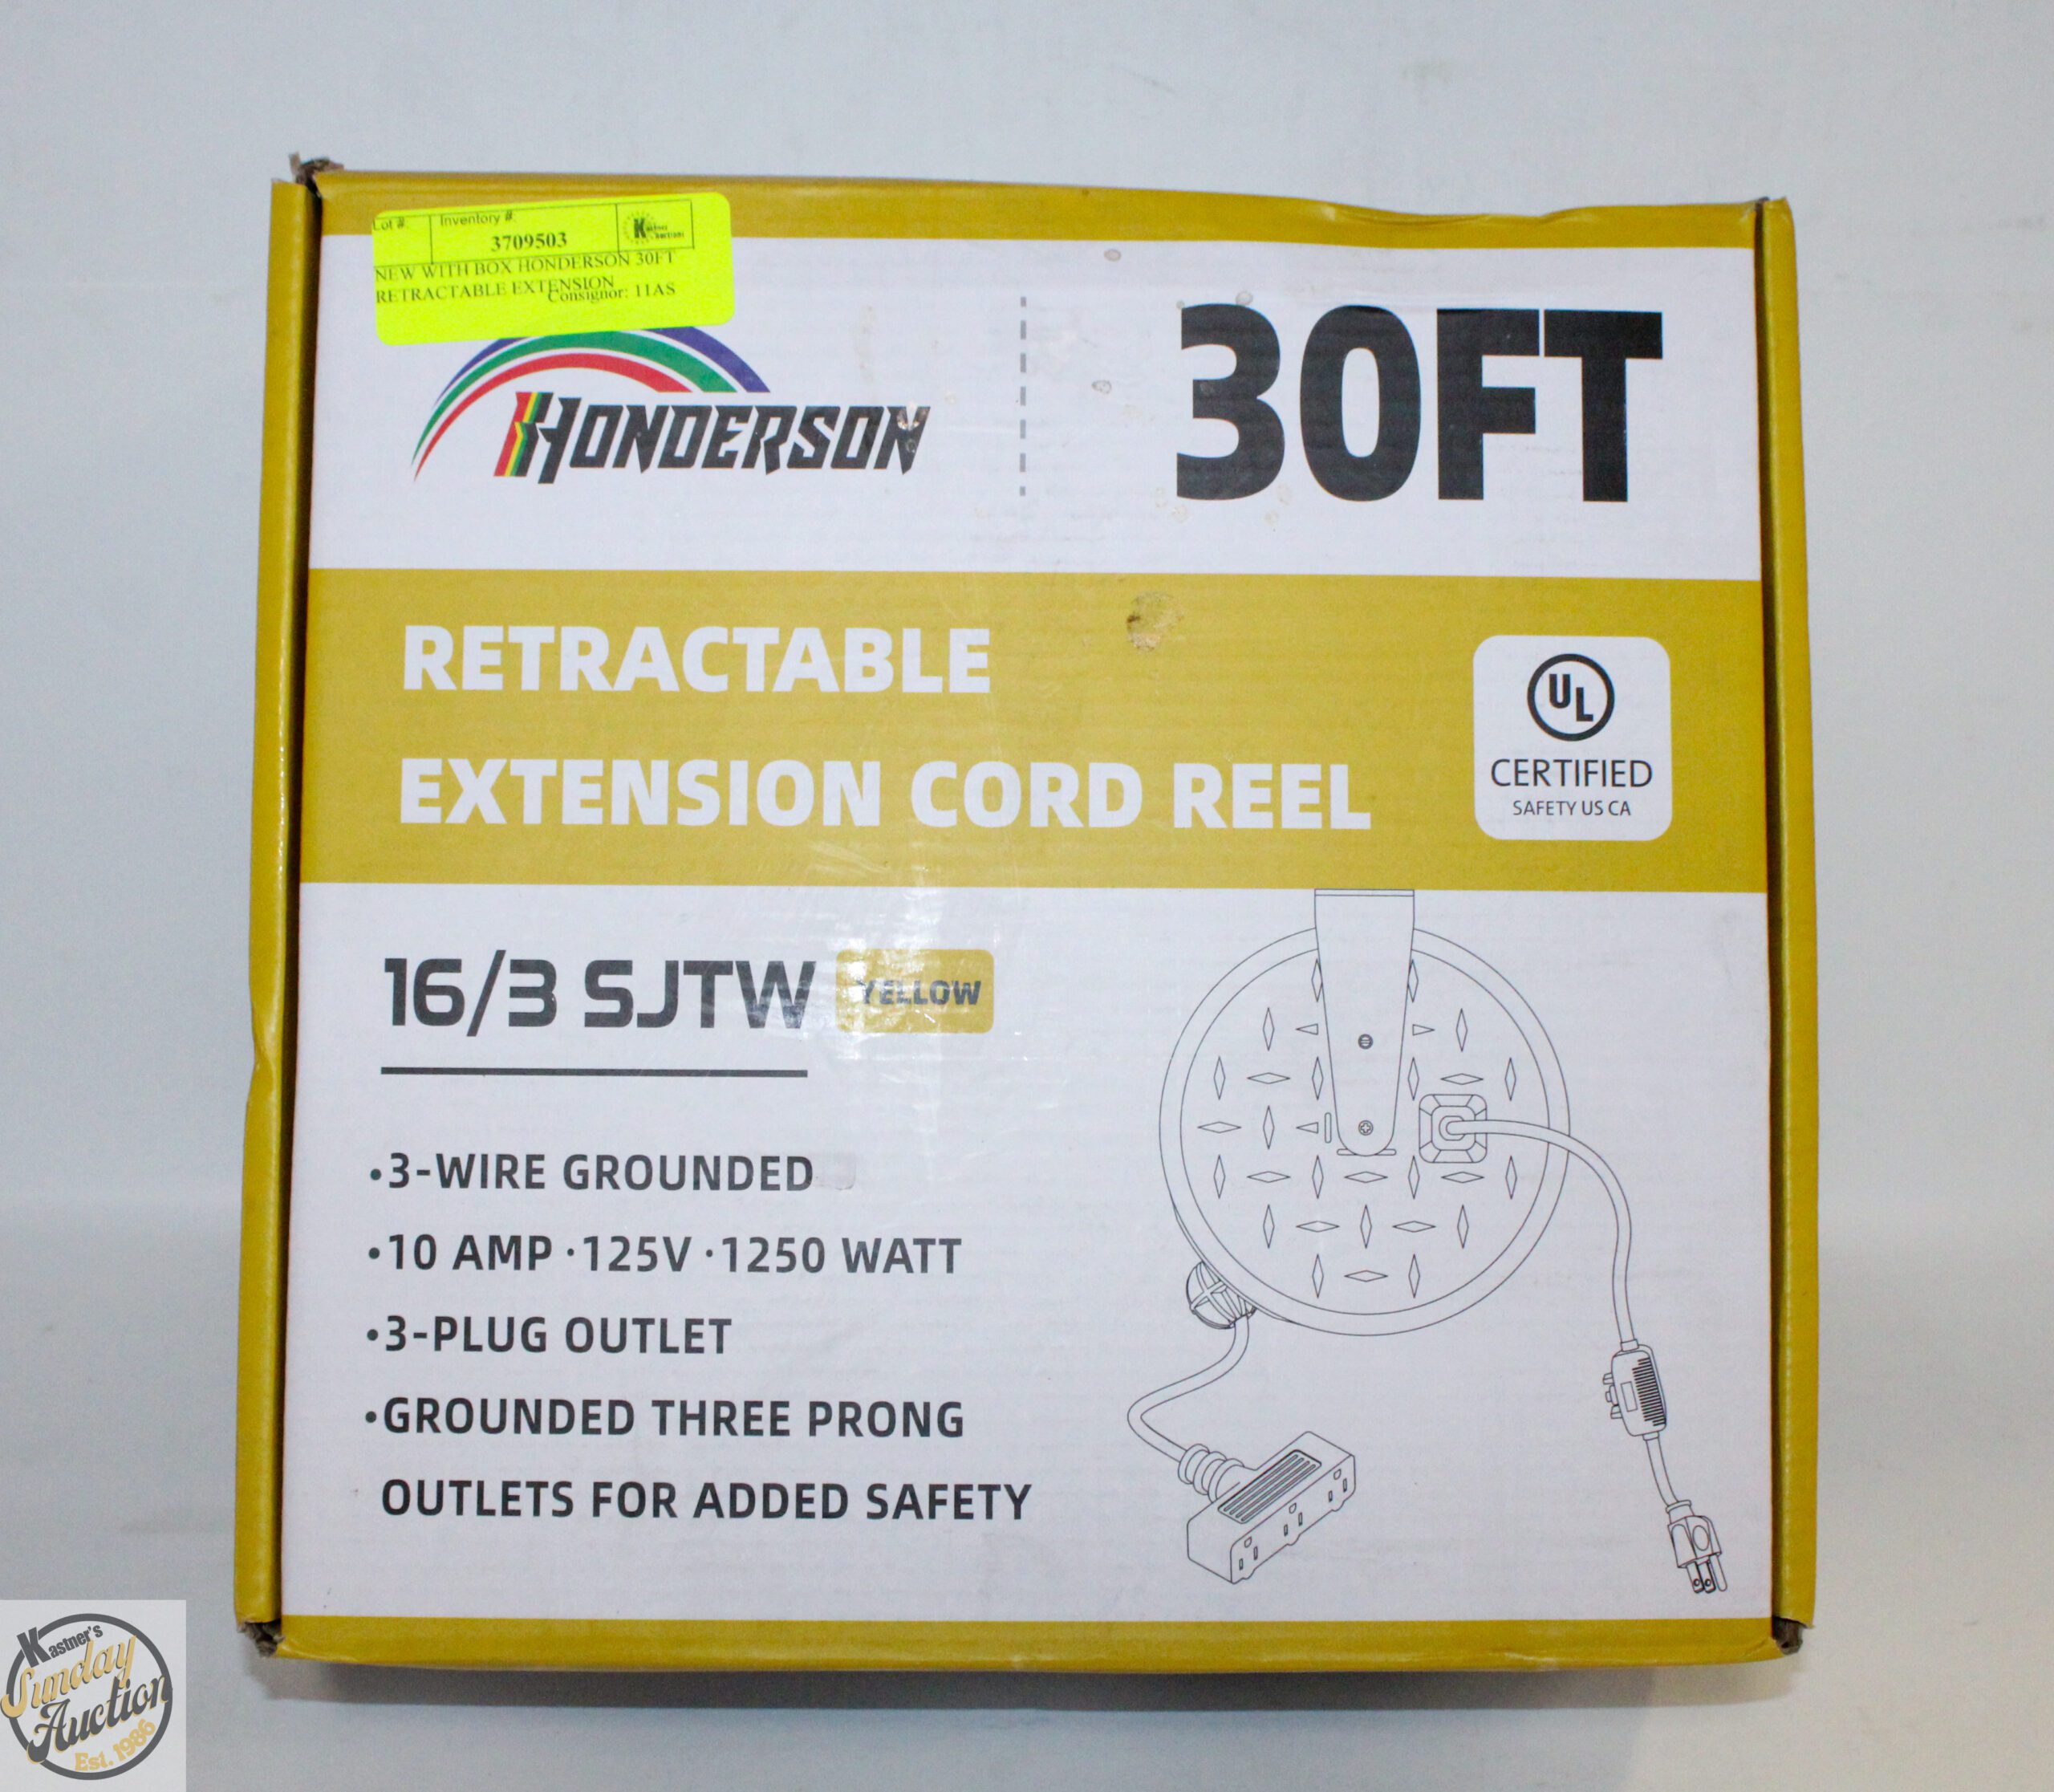 Lot #: Inventory #:
3709503
NEW WITH BOX HONDERSON 30FT
RETRACTABLE EXTENSION
Consignor: 11AS
HONDERSON
30FT
RETRACTABLE
EXTENSION CORD REEL
UL
CERTIFIED
SAFETY US CA
16/3 SJTW YELLOW
•3-WIRE GROUNDED
•10 AMP •125V •1250 WATT
•3-PLUG OUTLET
•GROUNDED THREE PRONG
OUTLETS FOR ADDED SAFETY
Kastner's
Sunday
Auction
Est. 1986